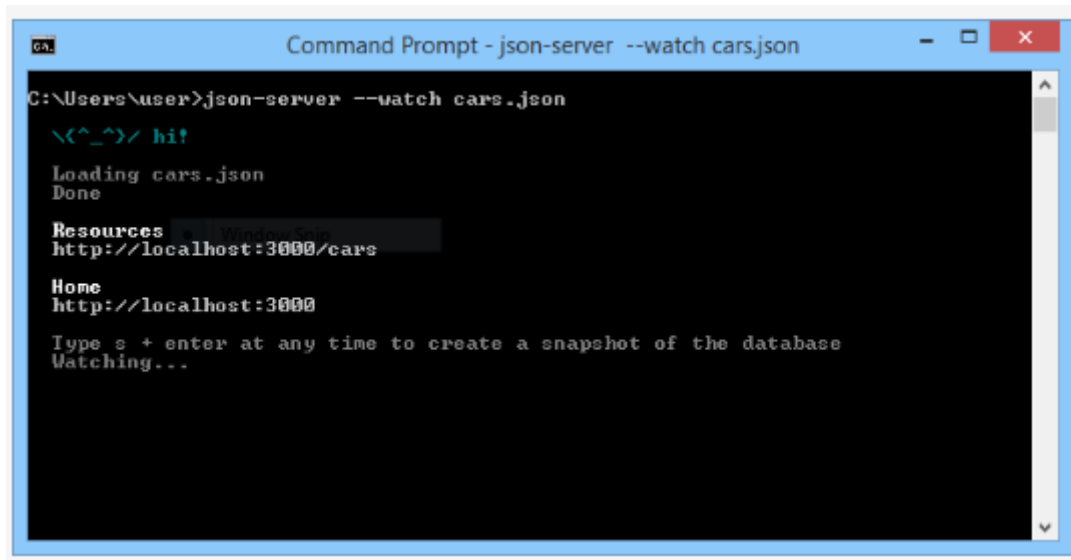 Command Prompt - json-server --watch cars.json
C:\Users\user>json-server --watch cars.json
\{^_^}/ hi!
Loading cars.json
Done
Resources
Window Snip
http://localhost:3000/cars
Home
http://localhost:3000
Type s + enter at any time to create a snapshot of the database
Watching...